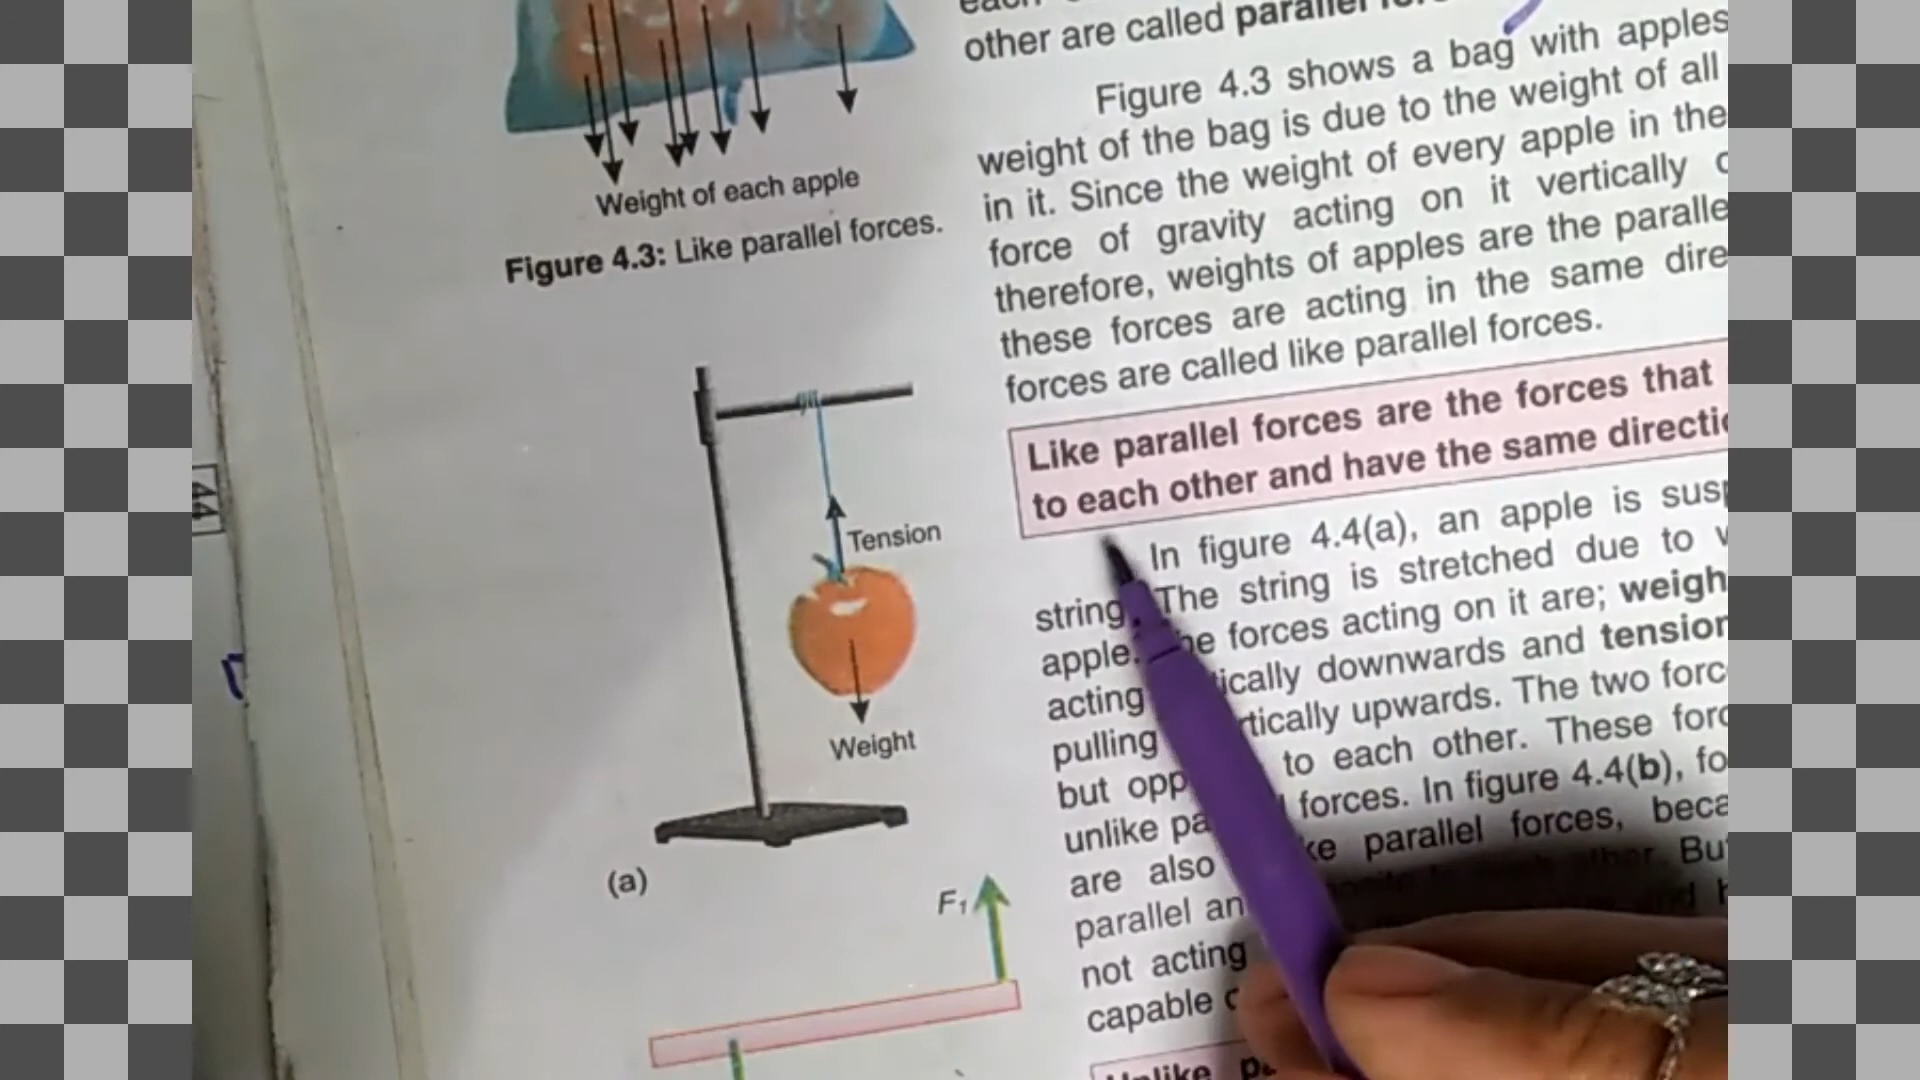 other are called parallel
Figure 4.3 shows a bag with apples
weight of the bag is due to the weight of all
in it. Since the weight of every apple in the
force of gravity acting on it vertically
therefore, weights of apples are the paralle
these forces are acting in the same dire
forces are called like parallel forces.
Like parallel forces are the forces that
to each other and have the same directio
In figure 4.4(a), an apple is susp
string. The string is stretched due to
apple. forces acting on it are; weigh
acting downwards and tension
pulling upwards. The two forc
but opp to each other. These forc
unlike pa forces. In figure 4.4(b), fo
are also parallel forces, beca
parallel an Bu
not acting
capable
Unlike
Weight of each apple
Figure 4.3: Like parallel forces.
Tension
Weight
(a)
F1
44